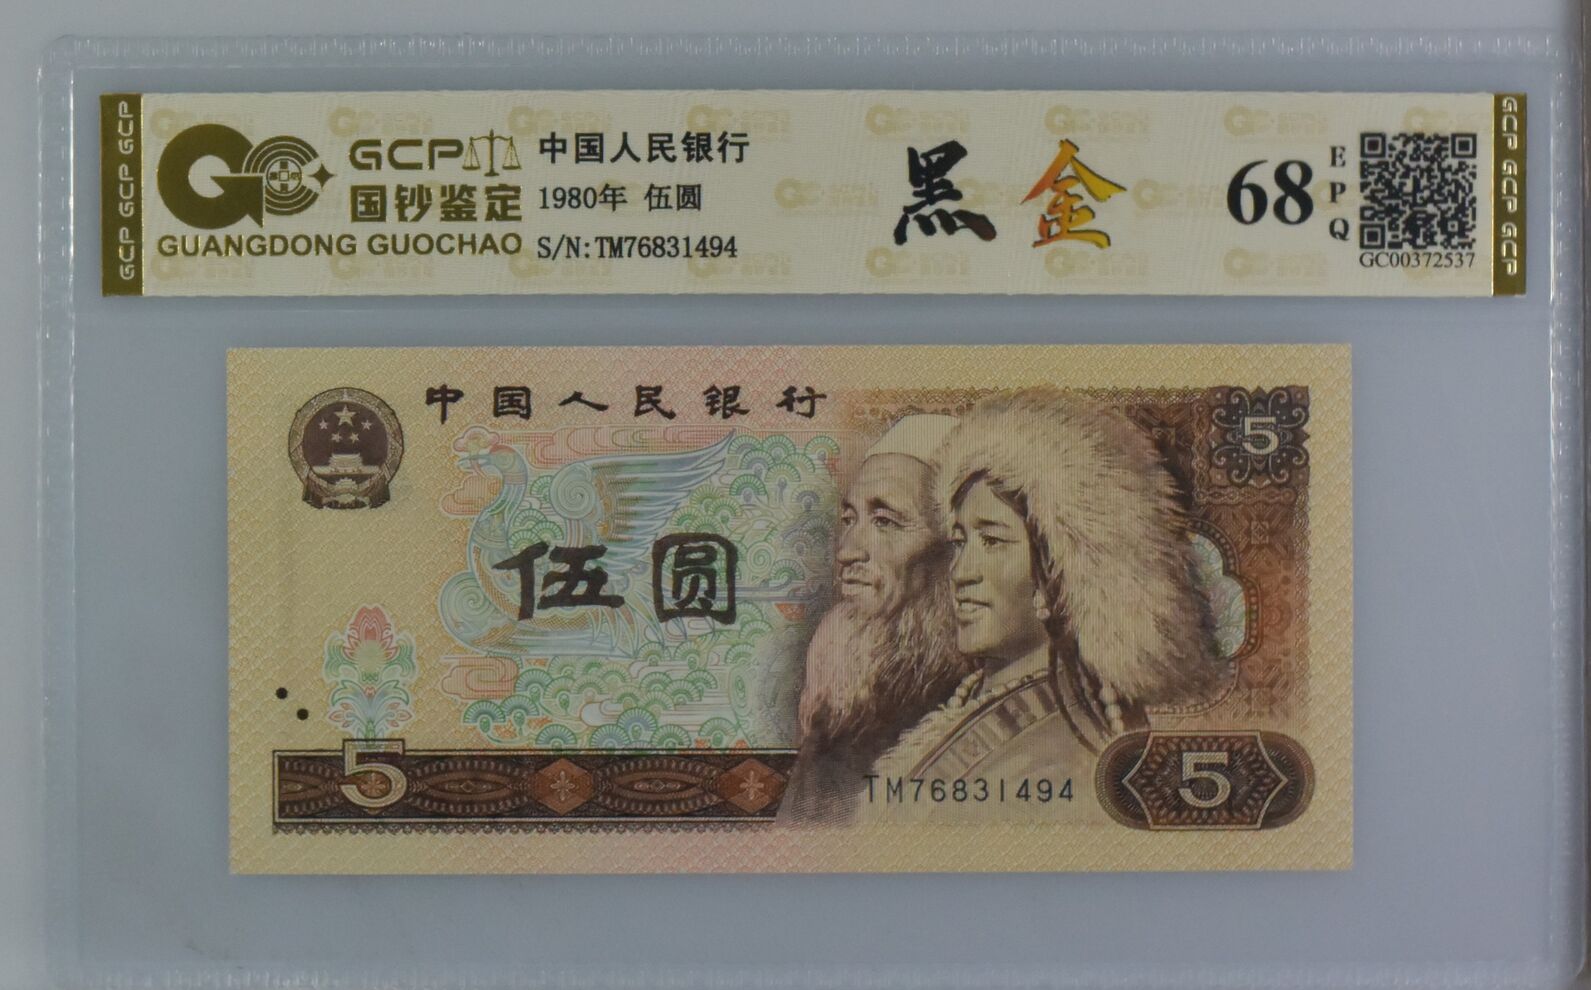 GCP GCP GCP
GCP
国钞鉴定
GUANGDONG GUOCHAO
中国人民银行
1980年 伍圆
S/N:TM76831494
黑金
68
EPQ
GC00372537
GCP GCP GCP
中国人民银行
5
伍圆
5
TM76831494
5